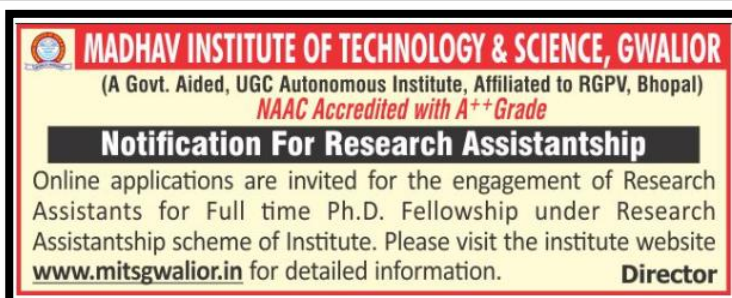 MADHAV INSTITUTE OF TECHNOLOGY & SCIENCE, GWALIOR
(A Govt. Aided, UGC Autonomous Institute, Affiliated to RGPV, Bhopal)
NAAC Accredited with A++ Grade
Notification For Research Assistantship
Online applications are invited for the engagement of Research
Assistants for Full time Ph.D. Fellowship under Research
Assistantship scheme of Institute. Please visit the institute website
www.mitsgwalior.in for detailed information. Director